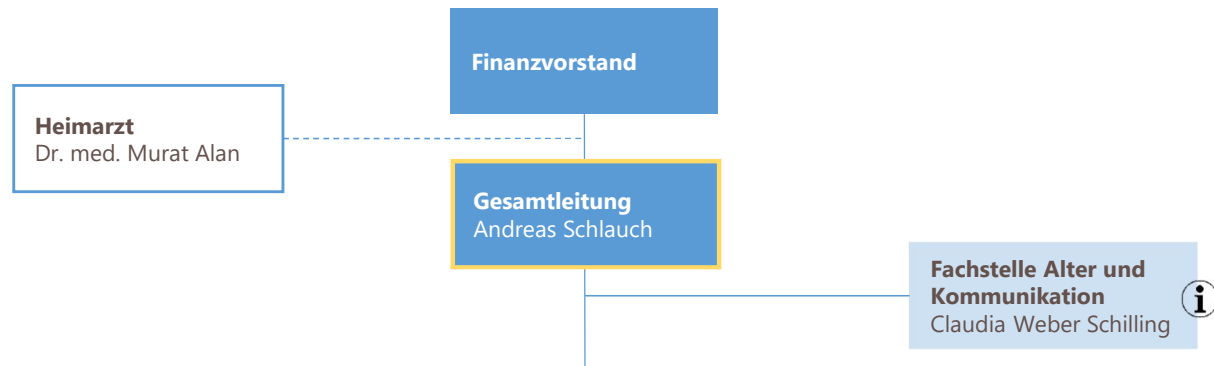 Finanzvorstand
Heimarzt
Dr. med. Murat Alan
Gesamtleitung
Andreas Schlauch
Fachstelle Alter und
Kommunikation
Claudia Weber Schilling
i